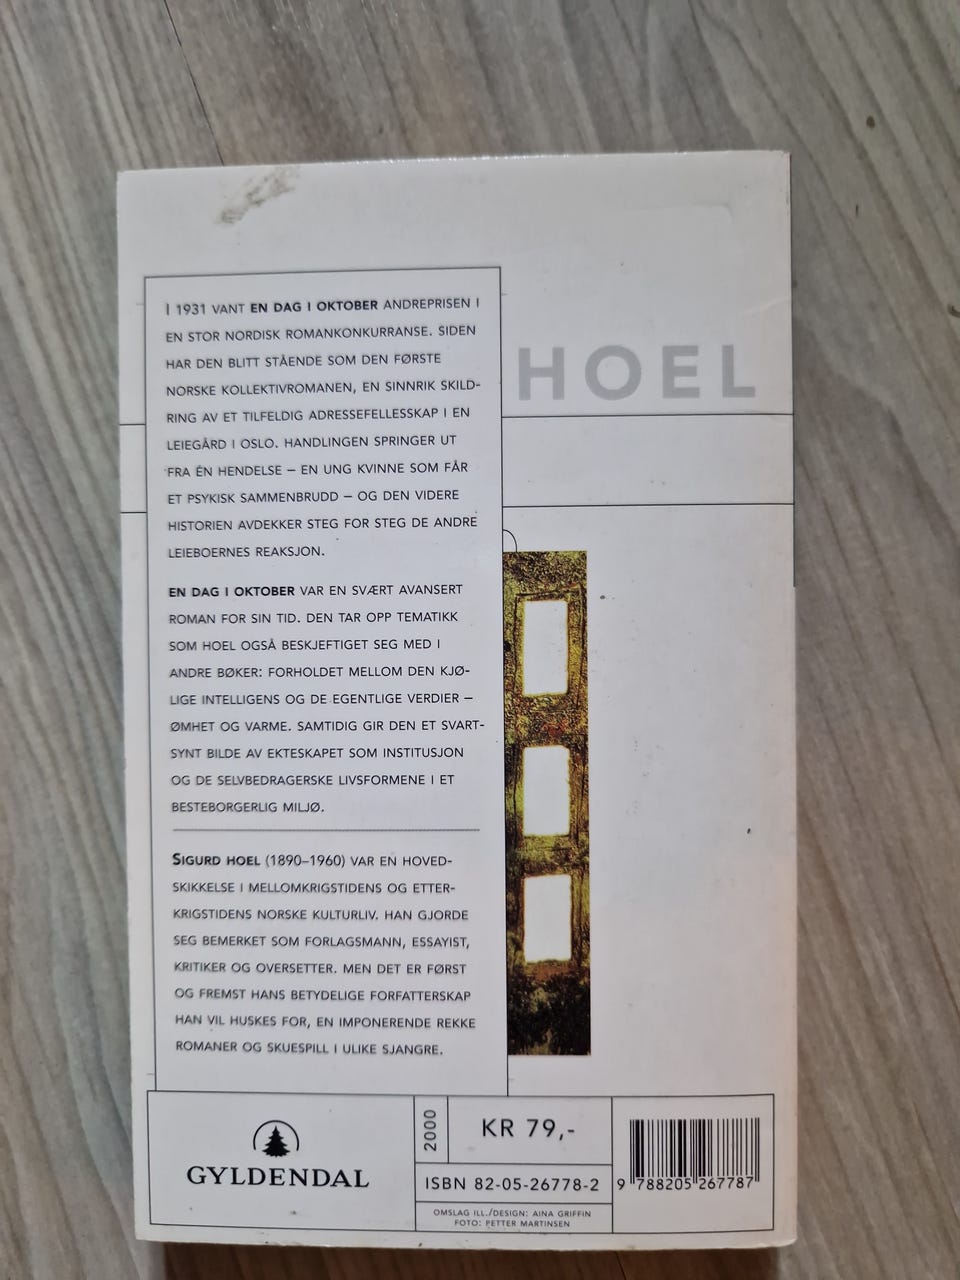 I 1931 VANT EN DAG I OKTOBER ANDREPRISEN I
EN STOR NORDISK ROMANKONKURRANSE. SIDEN
HAR DEN BLITT STÅENDE SOM DEN FØRSTE
NORSKE KOLLEKTIVROMANEN, EN SINNRIK SKILD-
RING AV ET TILFELDIG ADRESSEFELLESSKAP I EN
LEIEGÅRD I OSLO. HANDLINGEN SPRINGER UT
FRA ÉN HENDELSE – EN UNG KVINNE SOM FÅR
ET PSYKISK SAMMENBRUDD – OG DEN VIDERE
HISTORIEN AVDEKKER STEG FOR STEG DE ANDRE
LEIEBOERNES REAKSJON.
EN DAG I OKTOBER VAR EN SVÆRT AVANSERT
ROMAN FOR SIN TID. DEN TAR OPP TEMATIKK
SOM HOEL OGSÅ BESKJEFTIGET SEG MED I
ANDRE BØKER: FORHOLDET MELLOM DEN KJØ-
LIGE INTELLIGENS OG DE EGENTLIGE VERDIER –
ØMHET OG VARME. SAMTIDIG GIR DEN ET SVART-
SYNT BILDE AV EKTESKAPET SOM INSTITUSJON
OG DE SELVBEDRAGERSKE LIVSFORMENE I ET
BESTEBORGERLIG MILJØ.
SIGURD HOEL (1890–1960) VAR EN HOVED-
SKIKKELSE I MELLOMKRIGSTIDENS OG ETTER-
KRIGSTIDENS NORSKE KULTURLIV. HAN GJORDE
SEG BEMERKET SOM FORLAGSMANN, ESSAYIST,
KRITIKER OG OVERSETTER. MEN DET ER FØRST
OG FREMST HANS BETYDELIGE FORFATTERSKAP
HAN VIL HUSKES FOR, EN IMPONERENDE REKKE
ROMANER OG SKUESPILL I ULIKE SJANGRE.
HOEL
GYLDENDAL
2000
KR 79,-
ISBN 82-05-26778-2
OMSLAG ILL./DESIGN: AINA GRIFFIN
FOTO: PETTER MARTINSEN
9 788205 267787